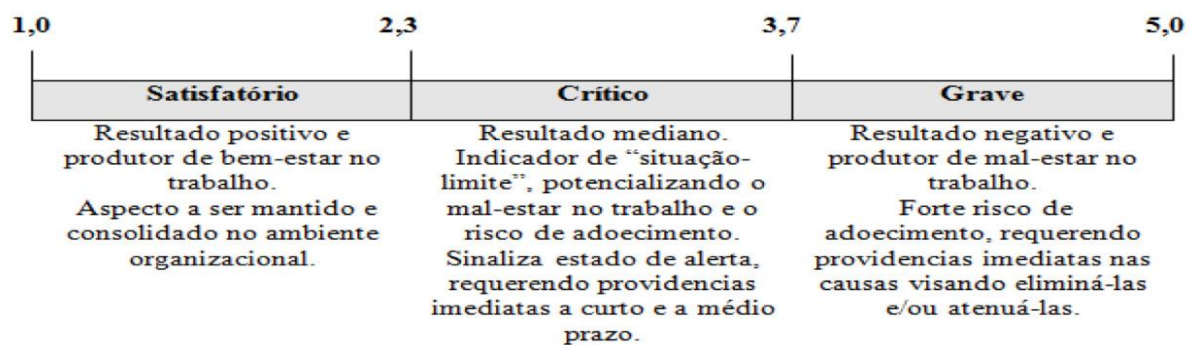 1,0 2,3 3,7 5,0
Satisfatório Crítico Grave
Resultado positivo e
produtor de bem-estar no
trabalho.
Aspecto a ser mantido e
consolidado no ambiente
organizacional.
Resultado mediano.
Indicador de “situação-
limite”, potencializando o
mal-estar no trabalho e o
risco de adoecimento.
Sinaliza estado de alerta,
requerendo providencias
imediatas a curto e a médio
prazo.
Resultado negativo e
produtor de mal-estar no
trabalho.
Forte risco de
adoecimento, requerendo
providencias imediatas nas
causas visando eliminá-las
e/ou atenuá-las.